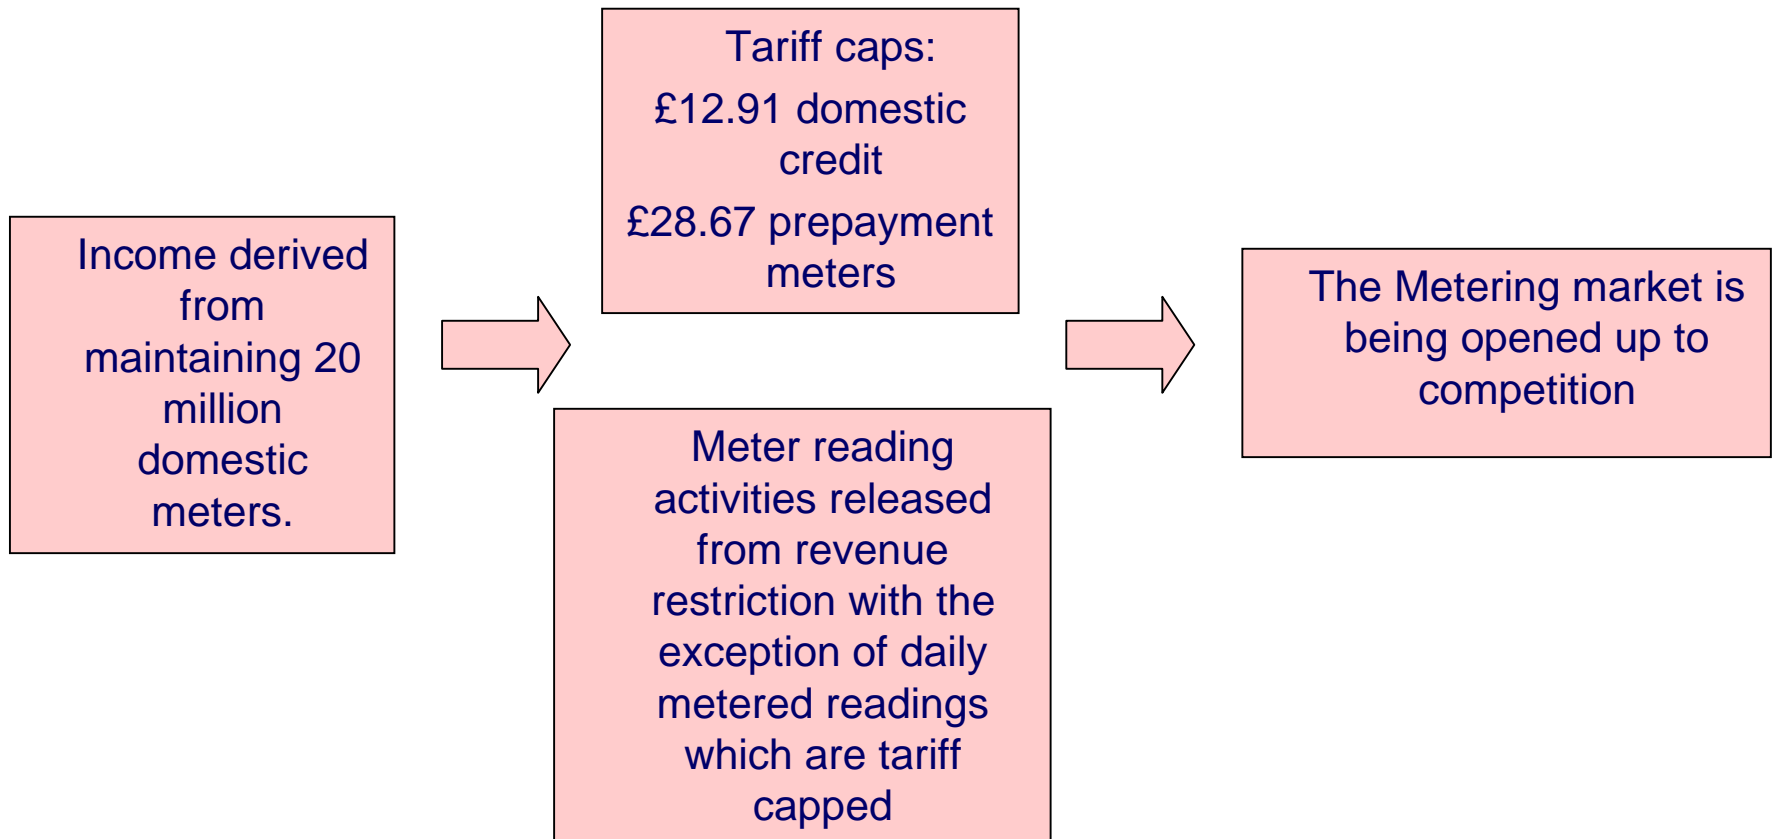 Income derived
from
maintaining 20
million
domestic
meters.
Tariff caps:
£12.91 domestic
credit
£28.67 prepayment
meters
Meter reading
activities released
from revenue
restriction with the
exception of daily
metered readings
which are tariff
capped
The Metering market is
being opened up to
competition